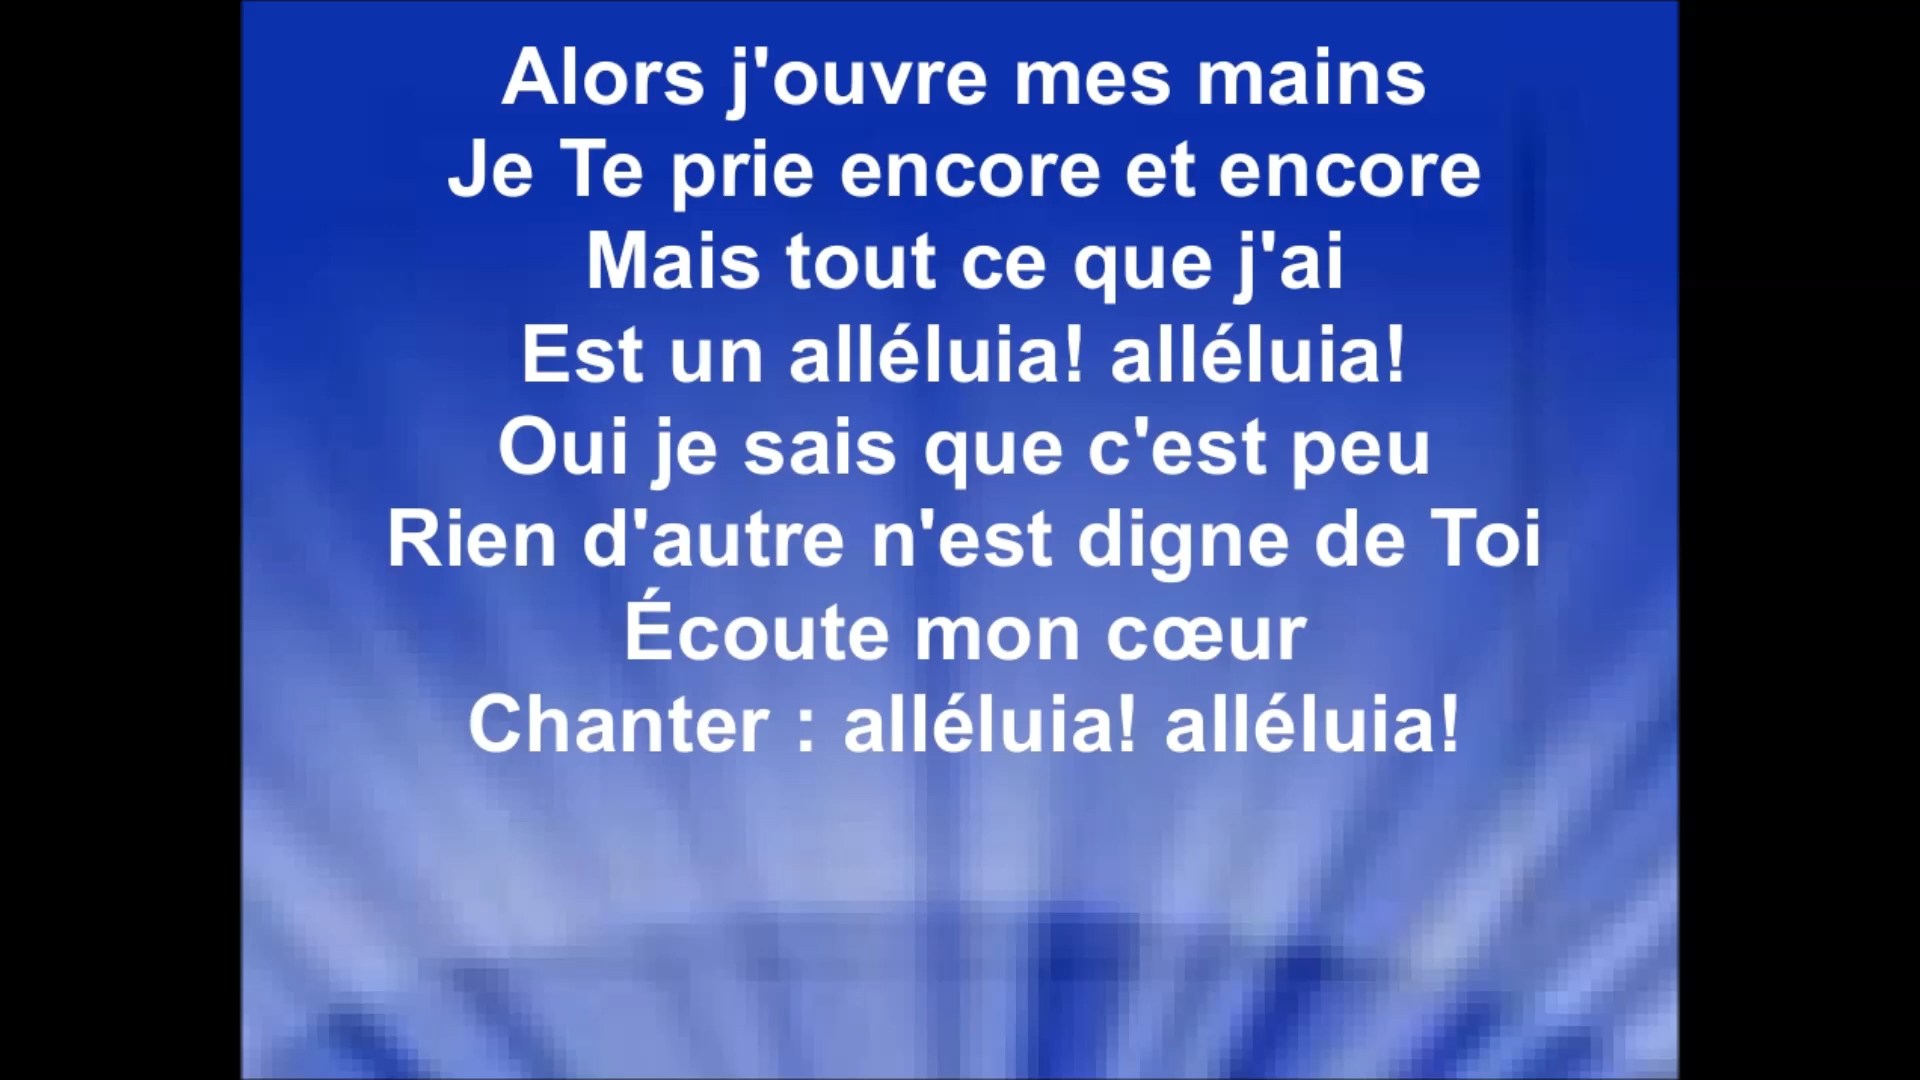 Alors j'ouvre mes mains
Je Te prie encore et encore
Mais tout ce que j'ai
Est un alléluia! alléluia!
Oui je sais que c'est peu
Rien d'autre n'est digne de Toi
Écoute mon cœur
Chanter : alléluia! alléluia!